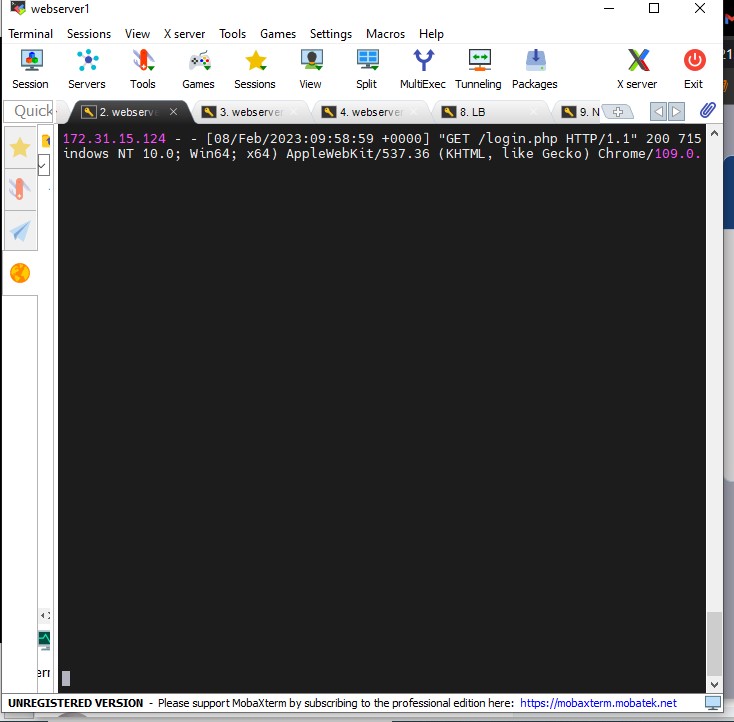 webserver1
Terminal Sessions View X server Tools Games Settings Macros Help
Session Servers Tools Games Sessions View Split MultiExec Tunneling Packages X server Exit
Quick 2. webserv 3. webserver 4. webserver 8. LB 9. N
172.31.15.124 - - [08/Feb/2023:09:58:59 +0000] "GET /login.php HTTP/1.1" 200 715
indows NT 10.0; Win64; x64) AppleWebKit/537.36 (KHTML, like Gecko) Chrome/109.0.
UNREGISTERED VERSION - Please support MobaXterm by subscribing to the professional edition here: https://mobaxterm.mobatek.net